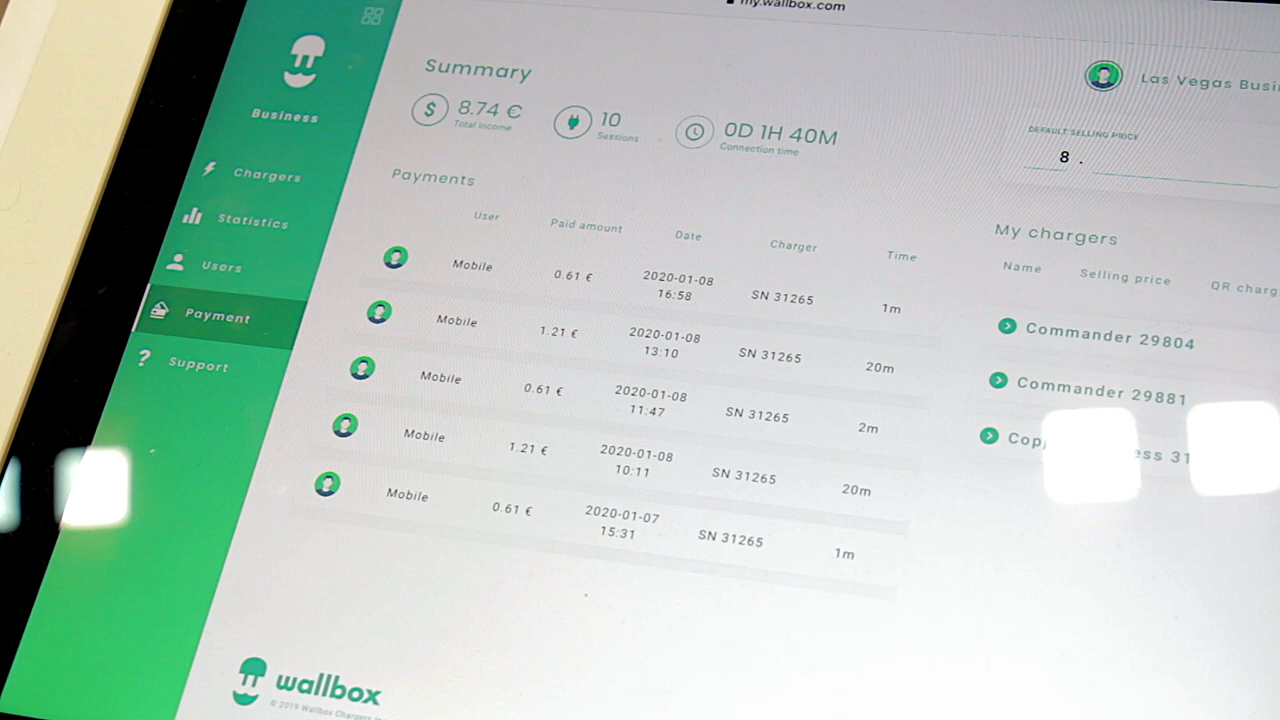 my.wallbox.com
Business
Chargers
Statistics
Users
Payment
Support
Summary
8.74 €
Total income
10
Sessions
0D 1H 40M
Connection time
Las Vegas
DEFAULT SELLING PRICE
8 .
Payments
User Paid amount Date Charger Time
Mobile 0.61 € 2020-01-08 16:58 SN 31265 1m
Mobile 1.21 € 2020-01-08 13:10 SN 31265 20m
Mobile 0.61 € 2020-01-08 11:47 SN 31265 2m
Mobile 1.21 € 2020-01-08 10:11 SN 31265 20m
Mobile 0.61 € 2020-01-07 15:31 SN 31265 1m
My chargers
Name Selling price QR
Commander 29804
Commander 29881
wallbox
© 2019 Wallbox Chargers